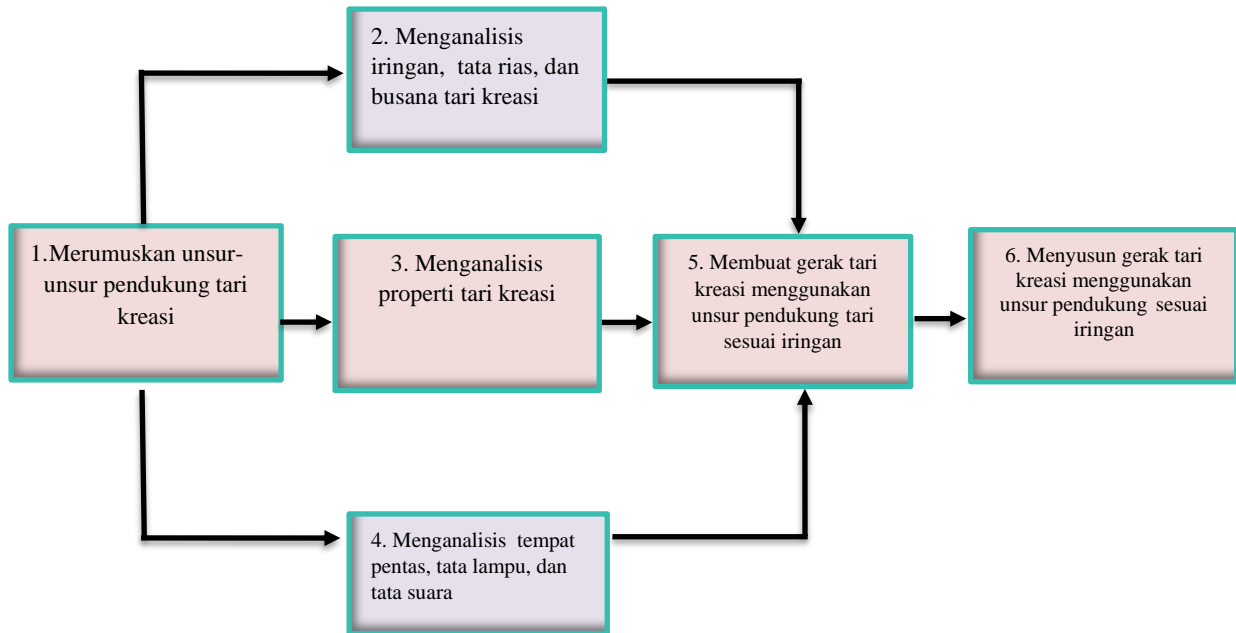 2. Menganalisis
iringan, tata rias, dan
busana tari kreasi
1.Merumuskan unsur-
unsur pendukung tari
kreasi
3. Menganalisis
properti tari kreasi
5. Membuat gerak tari
kreasi menggunakan
unsur pendukung tari
sesuai iringan
6. Menyusun gerak tari
kreasi menggunakan
unsur pendukung sesuai
iringan
4. Menganalisis tempat
pentas, tata lampu, dan
tata suara